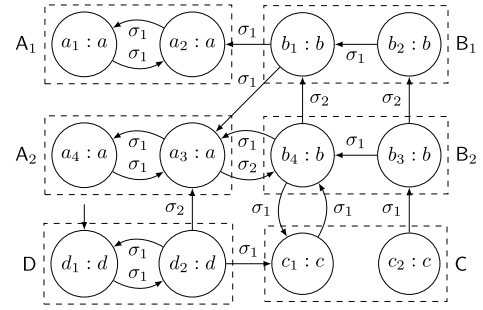 A₁ a₁ : a σ₁ σ₁ a₂ : a σ₁ b₁ : b σ₁ b₂ : b B₁
σ₁ σ₂ σ₂
A₂ a₄ : a σ₁ σ₁ a₃ : a σ₁ σ₂ b₄ : b σ₁ b₃ : b B₂
σ₂ σ₁ σ₁ σ₁
D d₁ : d σ₁ σ₁ d₂ : d σ₁ c₁ : c c₂ : c C